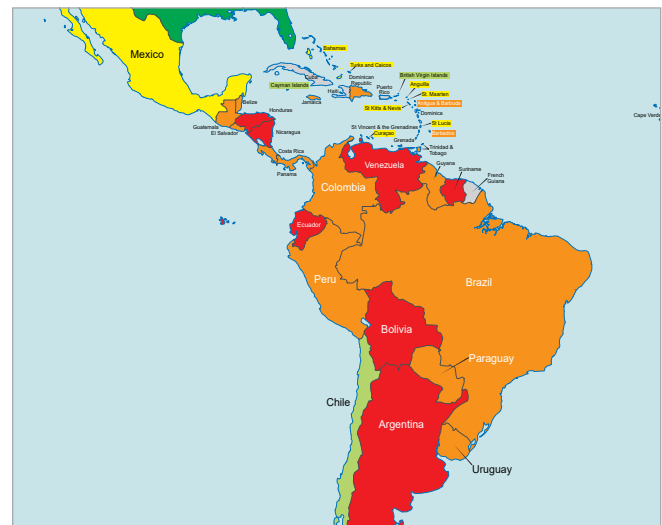 Mexico
Bahamas
Turks and Caicos
Cuba
Cayman Islands
Dominican
Republic
British Virgin Islands
Haiti
Puerto
Rico
Anguilla
Jamaica
St. Maarten
St Kitts & Nevis
Antigua & Barbuda
Belize
Dominica
Honduras
Cape Verde
Guatemala
El Salvador
Nicaragua
St Vincent & the Grenadines
St Lucia
Curaçao
Barbados
Grenada
Costa Rica
Trinidad &
Tobago
Panama
Venezuela
Guyana
Suriname
French
Guiana
Colombia
Ecuador
Peru
Brazil
Bolivia
Paraguay
Chile
Argentina
Uruguay